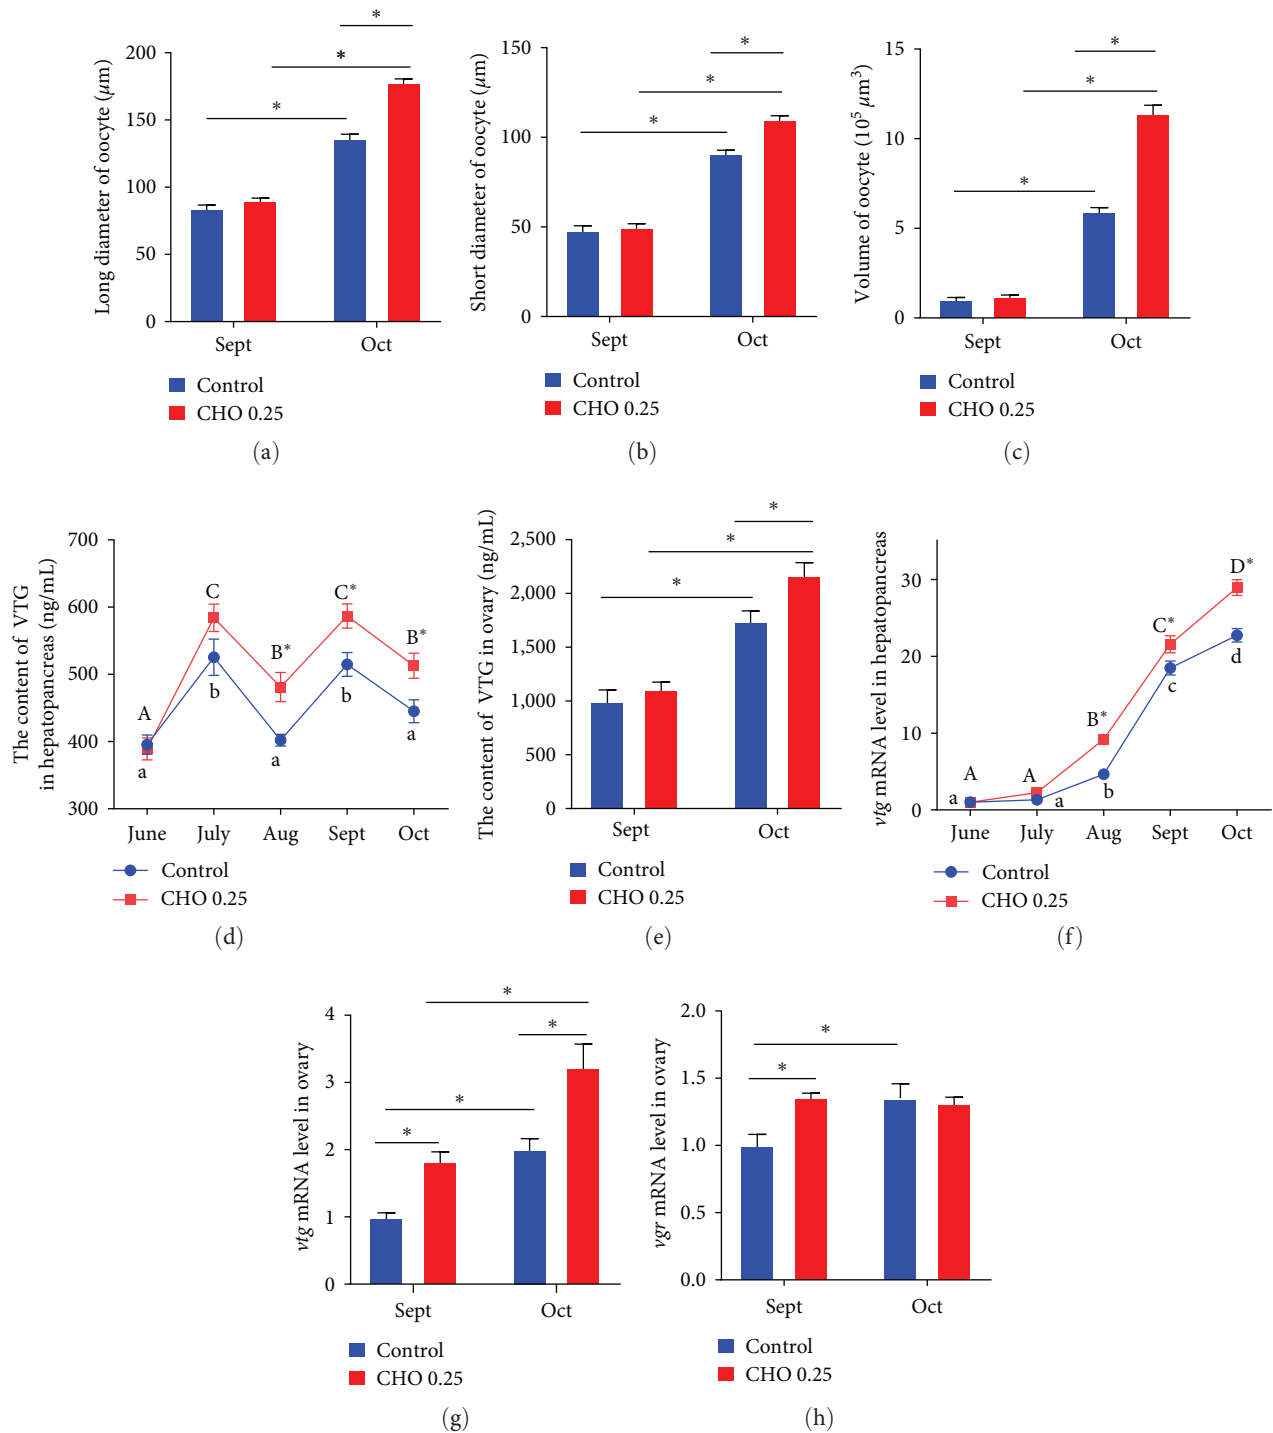 Long diameter of oocyte (μm)
200
150
100
50
0
*
*
*
Sept
Oct
Control
CHO 0.25
(a)
Short diameter of oocyte (μm)
150
100
50
0
*
*
*
Sept
Oct
Control
CHO 0.25
(b)
Volume of oocyte (10⁵ μm³)
15
10
5
0
*
*
*
Sept
Oct
Control
CHO 0.25
(c)
The content of VTG
in hepatopancreas (ng/mL)
700
600
500
400
300
A
a
C
b
B*
a
C*
b
B*
a
June
July
Aug
Sept
Oct
Control
CHO 0.25
(d)
The content of VTG in ovary (ng/mL)
2,500
2,000
1,000
1,000
500
0
*
*
*
Sept
Oct
Control
CHO 0.25
(e)
vtg mRNA level in hepatopancreas
30
20
10
0
A
a
A
a
B*
b
C*
c
D*
d
June
July
Aug
Sept
Oct
Control
CHO 0.25
(f)
vtg mRNA level in ovary
4
3
2
1
0
*
*
*
*
Sept
Oct
Control
CHO 0.25
(g)
vgr mRNA level in ovary
2.0
1.5
1.0
0.5
0.0
*
*
Sept
Oct
Control
CHO 0.25
(h)